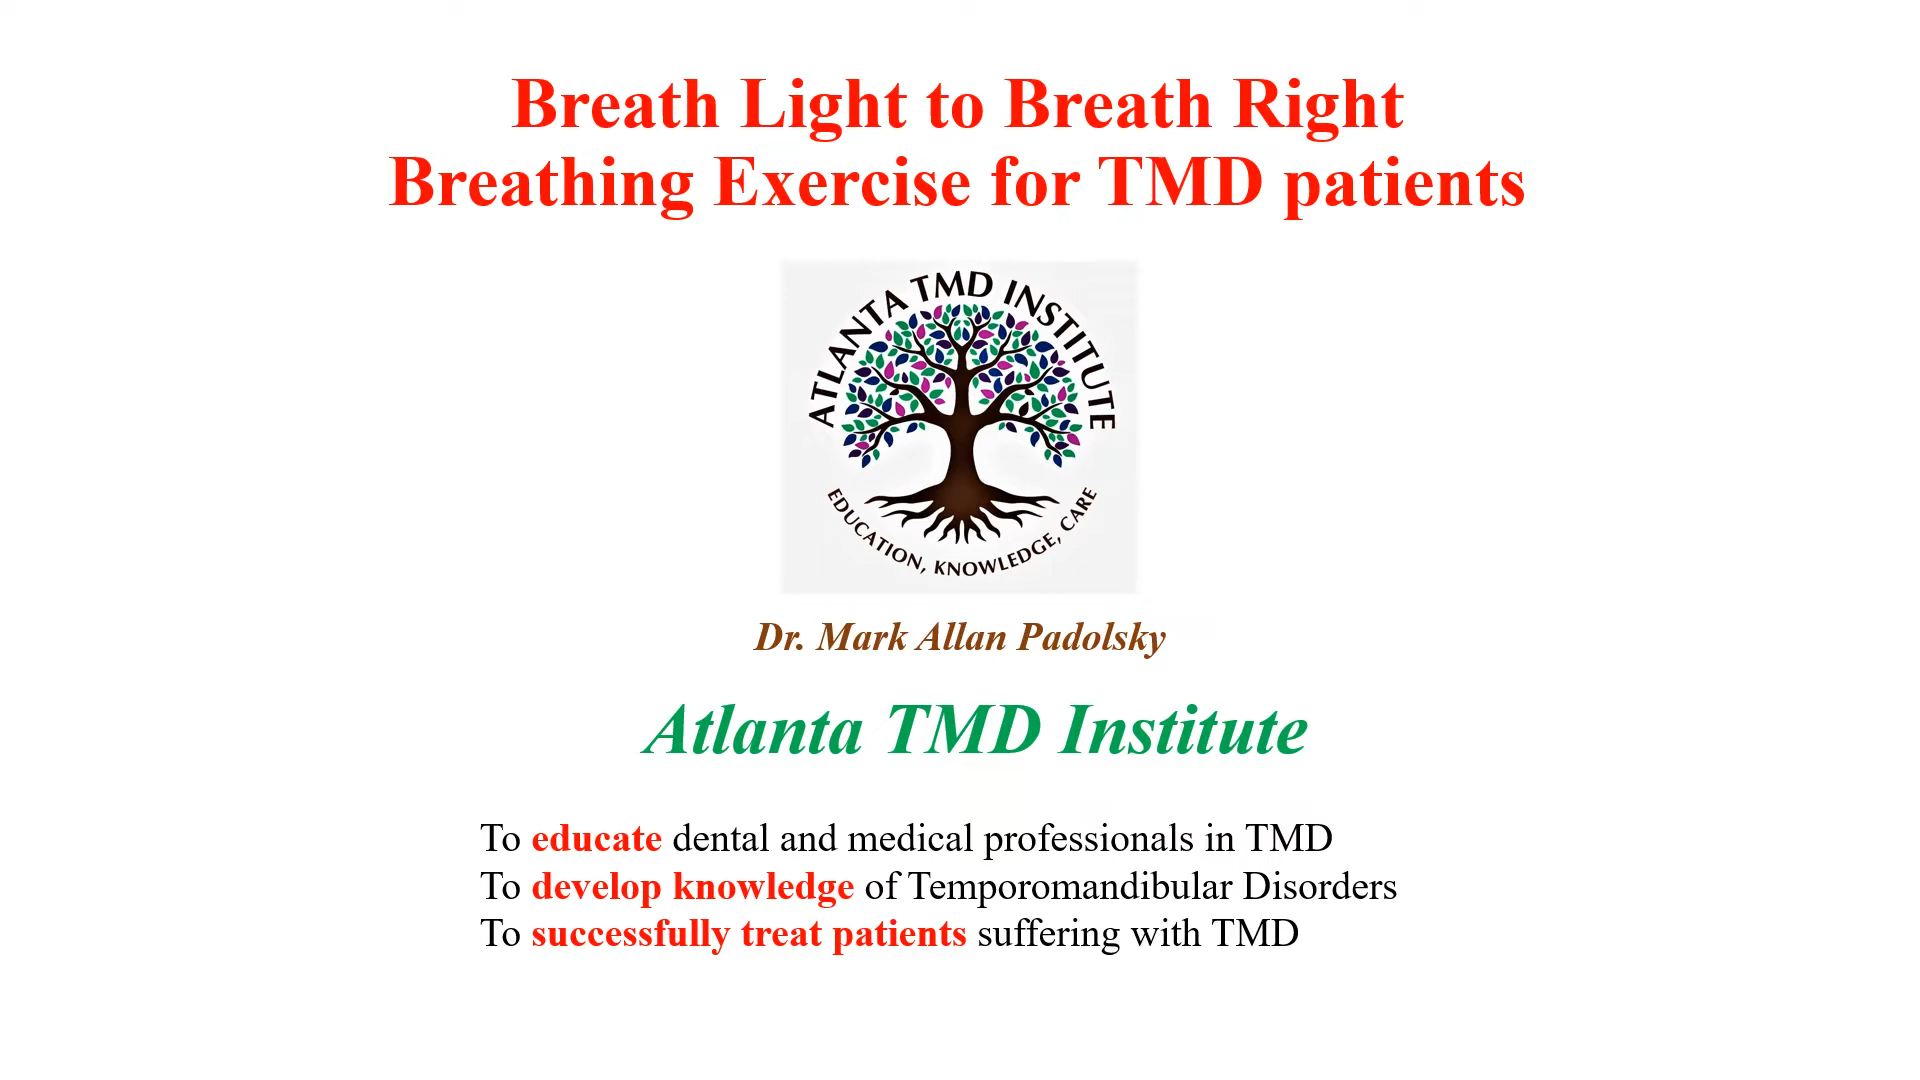 Breath Light to Breath Right
Breathing Exercise for TMD patients
ATLANTA TMD INSTITUTE
EDUCATION, KNOWLEDGE, CARE
Dr. Mark Allan Padolsky
Atlanta TMD Institute
To educate dental and medical professionals in TMD
To develop knowledge of Temporomandibular Disorders
To successfully treat patients suffering with TMD